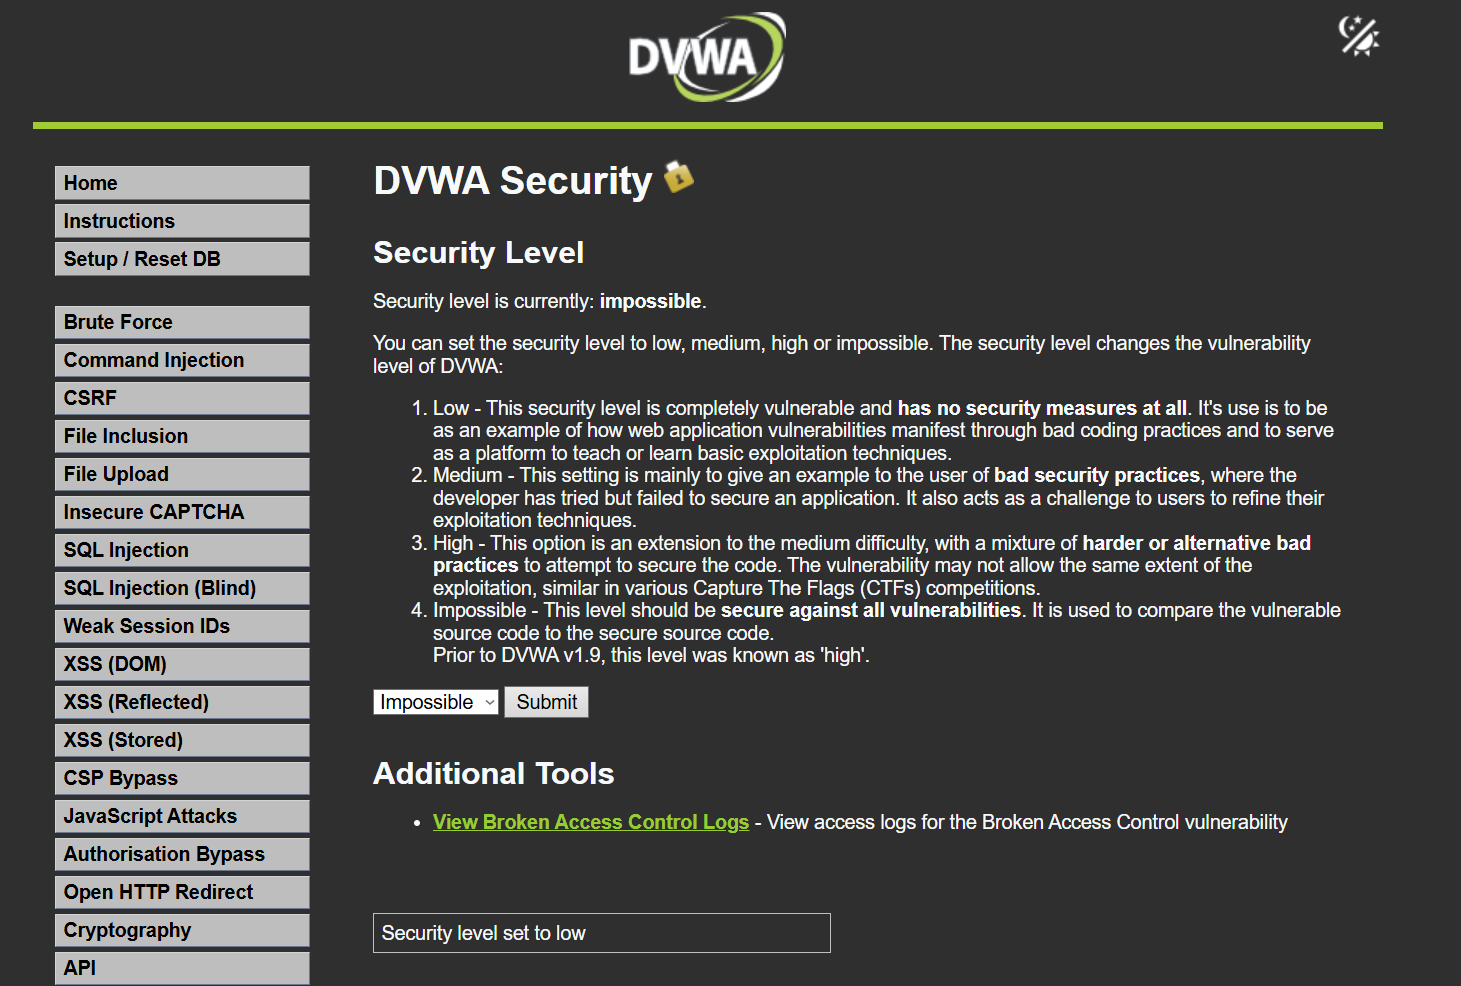 DVWA
Home
Instructions
Setup / Reset DB
Brute Force
Command Injection
CSRF
File Inclusion
File Upload
Insecure CAPTCHA
SQL Injection
SQL Injection (Blind)
Weak Session IDs
XSS (DOM)
XSS (Reflected)
XSS (Stored)
CSP Bypass
JavaScript Attacks
Authorisation Bypass
Open HTTP Redirect
Cryptography
API
DVWA Security
Security Level
Security level is currently: impossible.
You can set the security level to low, medium, high or impossible. The security level changes the vulnerability
level of DVWA:
1. Low - This security level is completely vulnerable and has no security measures at all. It's use is to be
as an example of how web application vulnerabilities manifest through bad coding practices and to serve
as a platform to teach or learn basic exploitation techniques.
2. Medium - This setting is mainly to give an example to the user of bad security practices, where the
developer has tried but failed to secure an application. It also acts as a challenge to users to refine their
exploitation techniques.
3. High - This option is an extension to the medium difficulty, with a mixture of harder or alternative bad
practices to attempt to secure the code. The vulnerability may not allow the same extent of the
exploitation, similar in various Capture The Flags (CTFs) competitions.
4. Impossible - This level should be secure against all vulnerabilities. It is used to compare the vulnerable
source code to the secure source code.
Prior to DVWA v1.9, this level was known as 'high'.
Impossible Submit
Additional Tools
• View Broken Access Control Logs - View access logs for the Broken Access Control vulnerability
Security level set to low